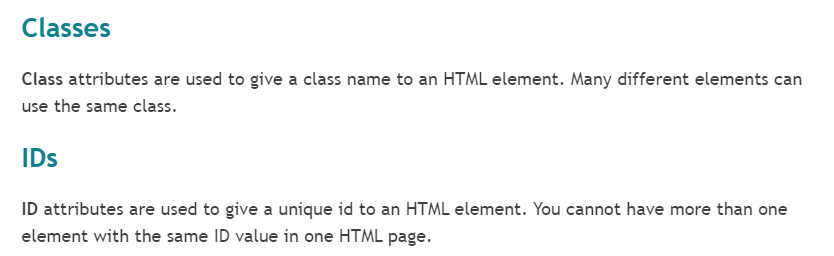 Classes
Class attributes are used to give a class name to an HTML element. Many different elements can
use the same class.
IDs
ID attributes are used to give a unique id to an HTML element. You cannot have more than one
element with the same ID value in one HTML page.